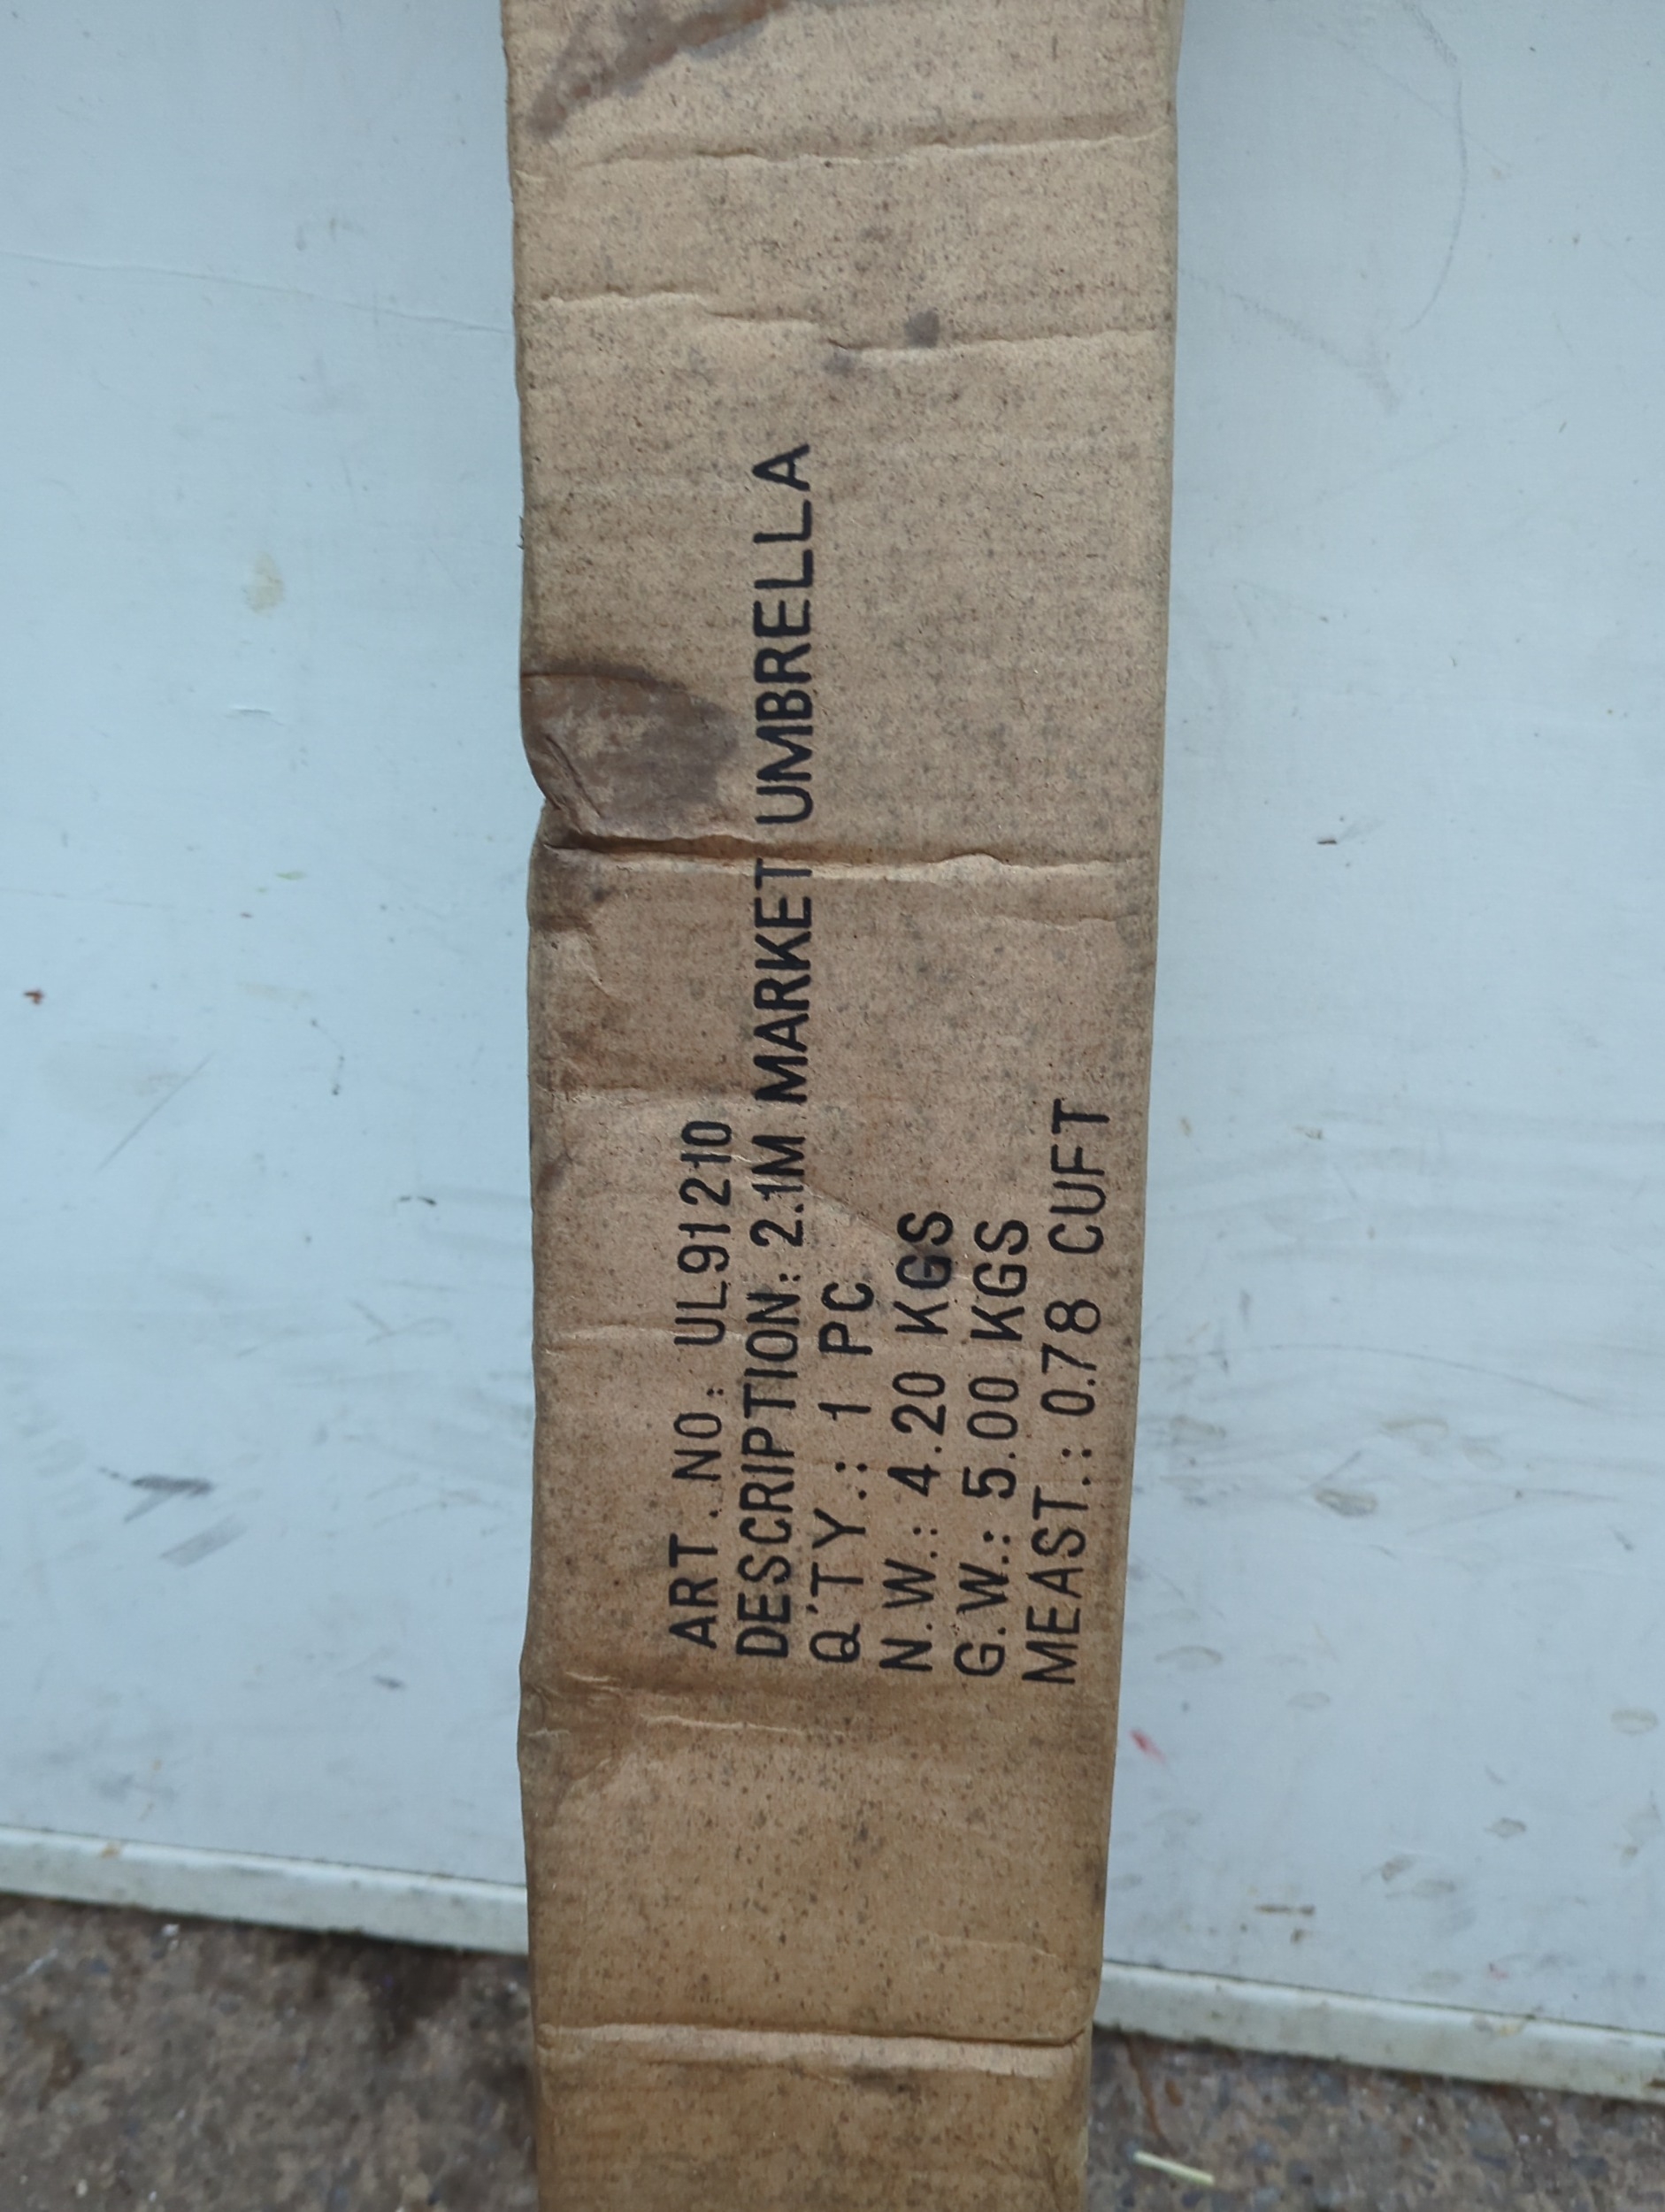 ART. NO: UL91210
DESCRIPTION: 2.1M MARKET UMBRELLA
Q'TY.: 1 PC
N.W.: 4.20 KGS
G.W.: 5.00 KGS
MEAST.: 0.78 CUFT